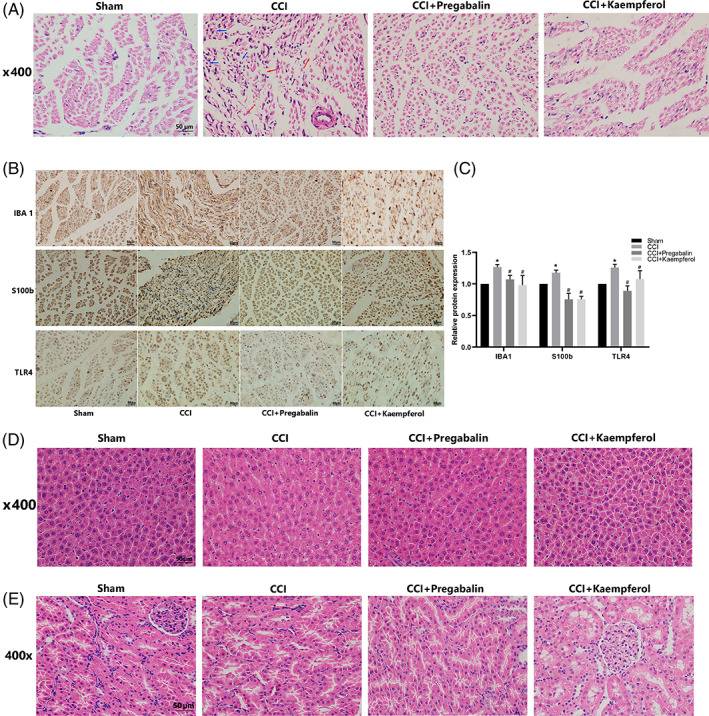 (A)
Sham CCI CCI+Pregabalin CCI+Kaempferol
x400
50 μm
(B)
IBA 1
S100b
TLR4
Sham CCI CCI+Pregabalin CCI+Kaempferol
(C)
Sham
CCI
CCI+Pregabalin
CCI+Kaempferol
Relative protein expression
1.5
1.0
0.5
0.0
* # # * # # * # #
IBA1 S100b TLR4
(D)
Sham CCI CCI+Pregabalin CCI+Kaempferol
x400
50μm
(E)
Sham CCI CCI+Pregabalin CCI+Kaempferol
400x
50 μm